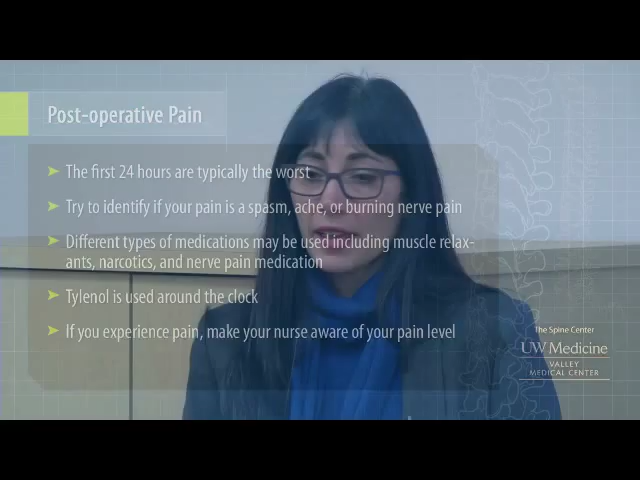 Post-operative Pain
The first 24 hours are typically the worst
Try to identify if your pain is a spasm, ache, or burning nerve pain
Different types of medications may be used including muscle relax-
ants, narcotics, and nerve pain medication
Tylenol is used around the clock
If you experience pain, make your nurse aware of your pain level
The Spine Center
UW Medicine
VALLEY
MEDICAL CENTER